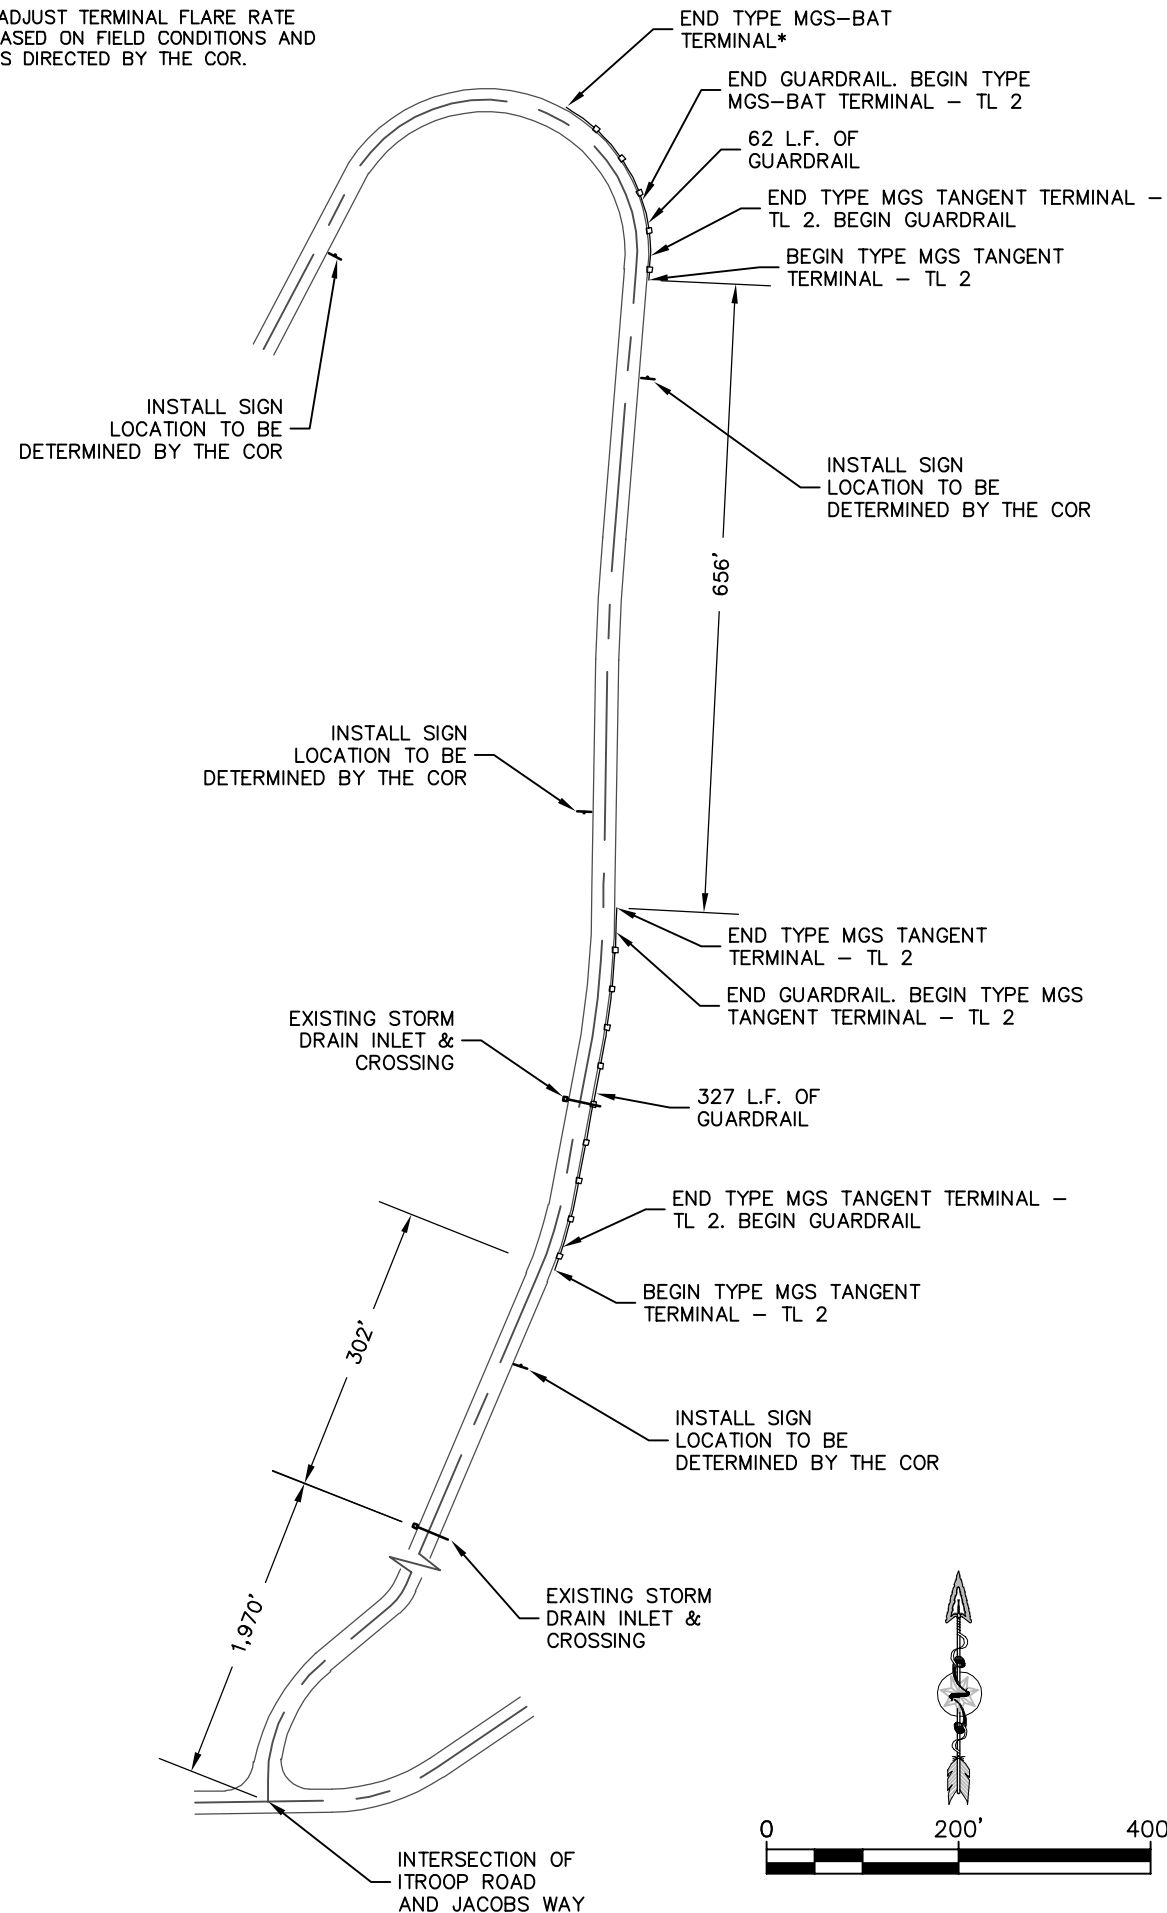 ADJUST TERMINAL FLARE RATE
ASED ON FIELD CONDITIONS AND
S DIRECTED BY THE COR.
END TYPE MGS-BAT
TERMINAL*
END GUARDRAIL. BEGIN TYPE
MGS-BAT TERMINAL - TL 2
62 L.F. OF
GUARDRAIL
END TYPE MGS TANGENT TERMINAL -
TL 2. BEGIN GUARDRAIL
BEGIN TYPE MGS TANGENT
TERMINAL - TL 2
INSTALL SIGN
LOCATION TO BE
DETERMINED BY THE COR
INSTALL SIGN
LOCATION TO BE
DETERMINED BY THE COR
656'
INSTALL SIGN
LOCATION TO BE
DETERMINED BY THE COR
END TYPE MGS TANGENT
TERMINAL - TL 2
END GUARDRAIL. BEGIN TYPE MGS
TANGENT TERMINAL - TL 2
EXISTING STORM
DRAIN INLET &
CROSSING
327 L.F. OF
GUARDRAIL
END TYPE MGS TANGENT TERMINAL -
TL 2. BEGIN GUARDRAIL
BEGIN TYPE MGS TANGENT
TERMINAL - TL 2
302'
INSTALL SIGN
LOCATION TO BE
DETERMINED BY THE COR
EXISTING STORM
DRAIN INLET &
CROSSING
1,970'
INTERSECTION OF
ITROOP ROAD
AND JACOBS WAY
0 200' 400